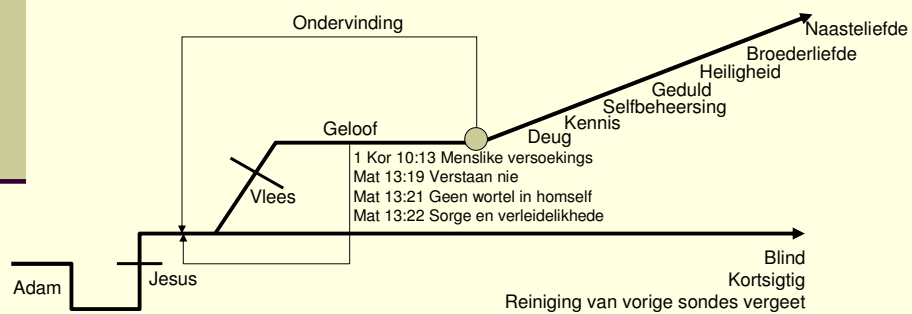 Ondervinding
Naasteliefde
Broederliefde
Heiligheid
Geduld
Selfbeheersing
Kennis
Deug
Geloof
1 Kor 10:13 Menslike versoekings
Mat 13:19 Verstaan nie
Mat 13:21 Geen wortel in homself
Mat 13:22 Sorge en verleidelikhede
Vlees
Jesus
Adam
Blind
Kortsigtig
Reiniging van vorige sondes vergeet